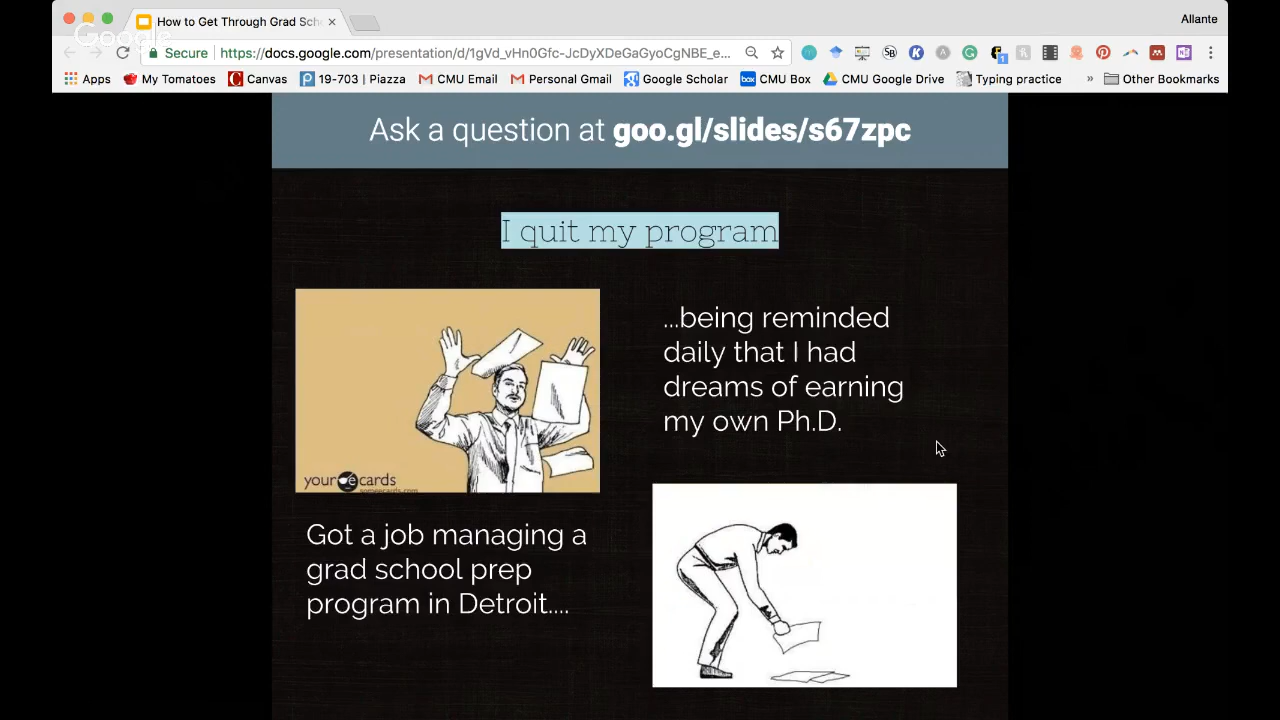 How to Get Through Grad Sch
Allante
Google
Secure
https://docs.google.com/presentation/d/1gVd_vHn0Gfc-JcDyXDeGaGyoCgNBE_e...
Apps
My Tomatoes
Canvas
19-703 | Piazza
CMU Email
Personal Gmail
Google Scholar
CMU Box
CMU Google Drive
Typing practice
»
Other Bookmarks
Ask a question at goo.gl/slides/s67zpc
I quit my program
your e cards
someecards.com
Got a job managing a
grad school prep
program in Detroit....
...being reminded
daily that I had
dreams of earning
my own Ph.D.